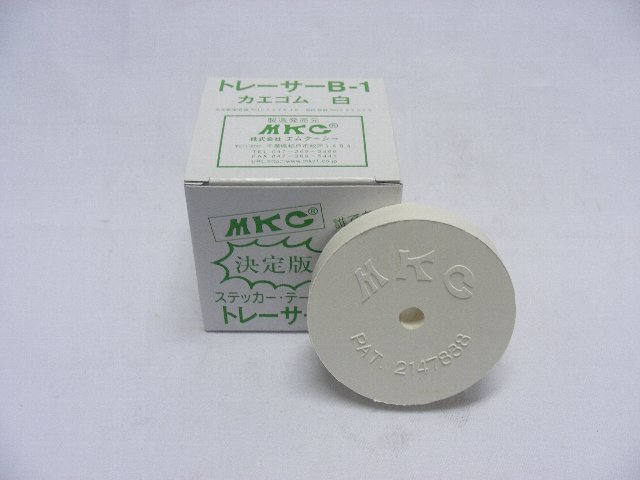 トレーサーB-1
カエゴム 白
製造発売元
MKC®
株式会社 エムケーシー
MKC®
決定版
ステッカー・テー
トレーサ
MKC
PAT. 2147838